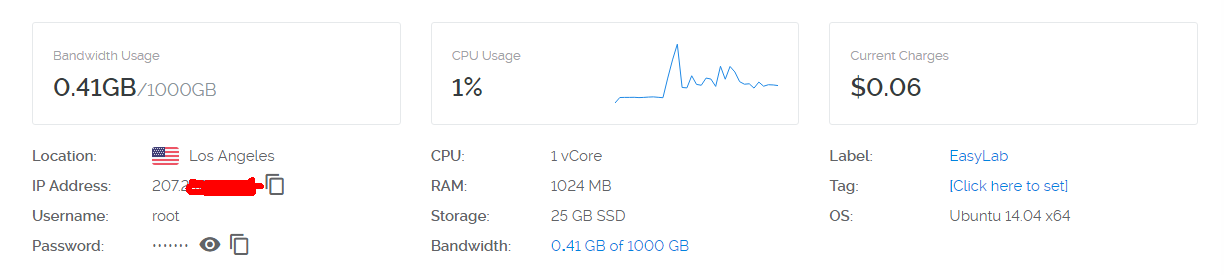 Bandwidth Usage
0.41GB/1000GB
CPU Usage
1%
Current Charges
$0.06
Location: Los Angeles
IP Address: 207.2
Username: root
Password: ·······
CPU: 1 vCore
RAM: 1024 MB
Storage: 25 GB SSD
Bandwidth: 0.41 GB of 1000 GB
Label: EasyLab
Tag: [Click here to set]
OS: Ubuntu 14.04 x64